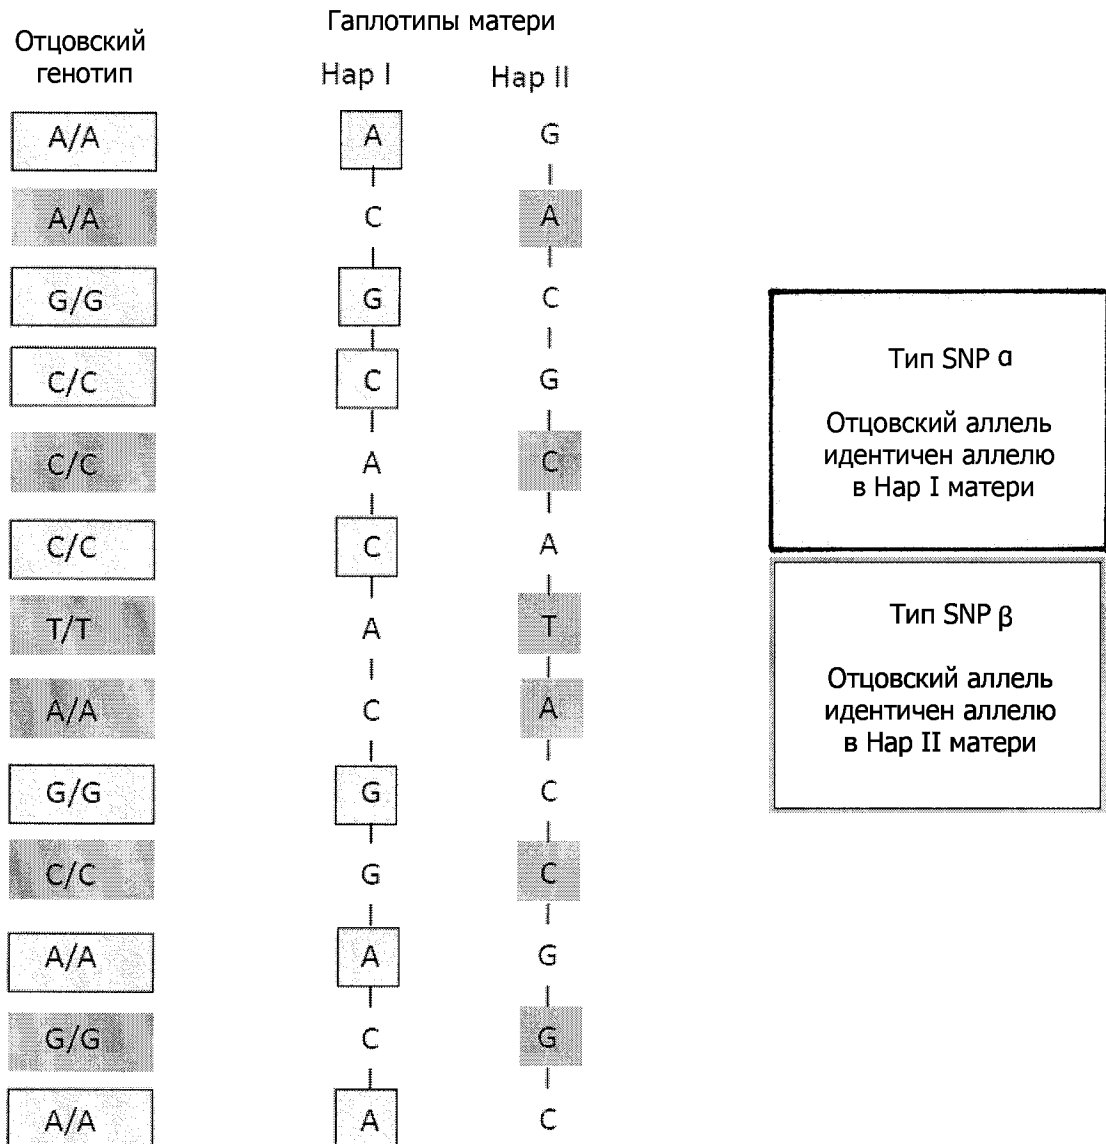 Отцовский
генотип
Гаплотипы матери
Hap I
Hap II
A/A A G
A/A C A
G/G G C
C/C C G
C/C A C
C/C C A
T/T A T
A/A C A
G/G G C
C/C G C
A/A A G
G/G C G
A/A A C
Тип SNP α
Отцовский аллель
идентичен аллелю
в Hap I матери
Тип SNP β
Отцовский аллель
идентичен аллелю
в Hap II матери